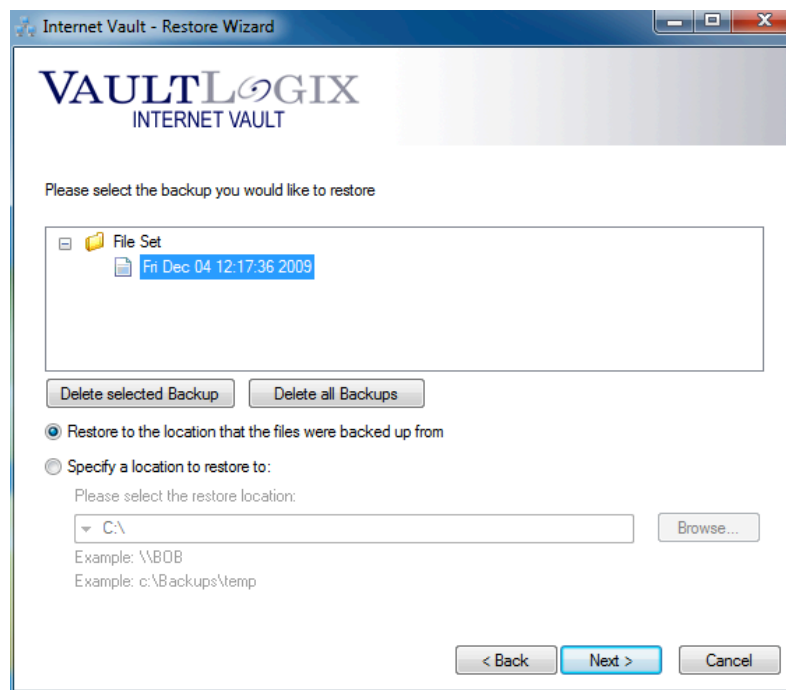 Internet Vault - Restore Wizard
VAULTLOGIX
INTERNET VAULT
Please select the backup you would like to restore
File Set
Fri Dec 04 12:17:36 2009
Delete selected Backup Delete all Backups
Restore to the location that the files were backed up from
Specify a location to restore to:
Please select the restore location:
C:\ Browse...
Example: \\BOB
Example: c:\Backups\temp
< Back Next > Cancel